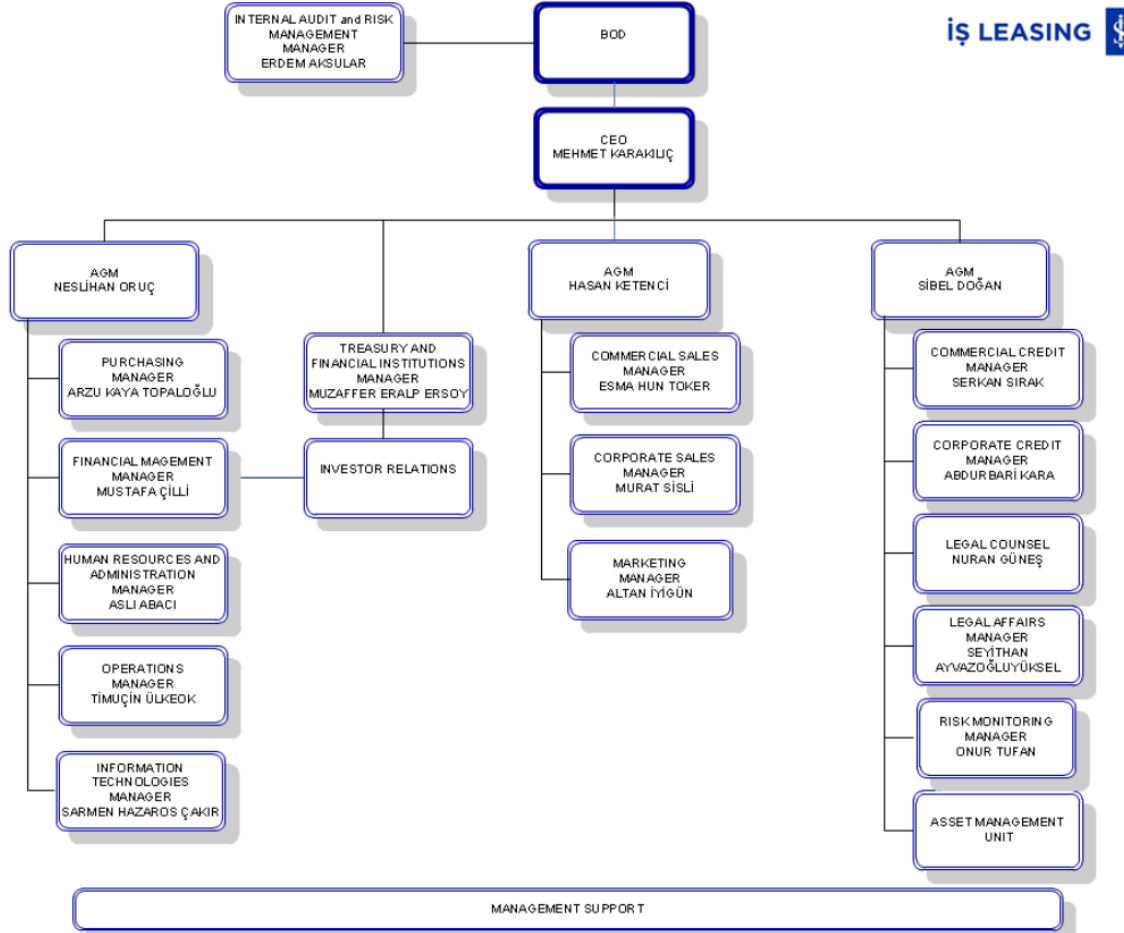 INTERNAL AUDIT and RISK
MANAGEMENT
MANAGER
ERDEM AKSULAR
BOD
İŞ LEASING
CEO
MEHMET KARAKILIÇ
AGM
NESLİHAN ORUÇ
AGM
HASAN KETENCİ
AGM
SİBEL DOĞAN
PURCHASING
MANAGER
ARZU KAYA TOPALOĞLU
TREASURY AND
FINANCIAL INSTITUTIONS
MANAGER
MUZAFFER ERALP ERSOY
COMMERCIAL SALES
MANAGER
ESMA HUN TOKER
COMMERCIAL CREDIT
MANAGER
SERKAN SIRAK
FINANCIAL MAGEMENT
MANAGER
MUSTAFA ÇİLLİ
INVESTOR RELATIONS
CORPORATE SALES
MANAGER
MURAT SİSLİ
CORPORATE CREDIT
MANAGER
ABDURBARİ KARA
HUMAN RESOURCES AND
ADMINISTRATION
MANAGER
ASLI ABACI
MARKETING
MANAGER
ALTAN İYİGÜN
LEGAL COUNSEL
NURAN GÜNEŞ
OPERATIONS
MANAGER
TİMUÇİN ÜLKEOK
LEGAL AFFAIRS
MANAGER
SEYİTHAN
AYVAZOĞLUYÜKSEL
INFORMATION
TECHNOLOGIES
MANAGER
SARMEN HAZAROS ÇAKIR
RISK MONITORING
MANAGER
ONUR TUFAN
ASSET MANAGEMENT
UNIT
MANAGEMENT SUPPORT